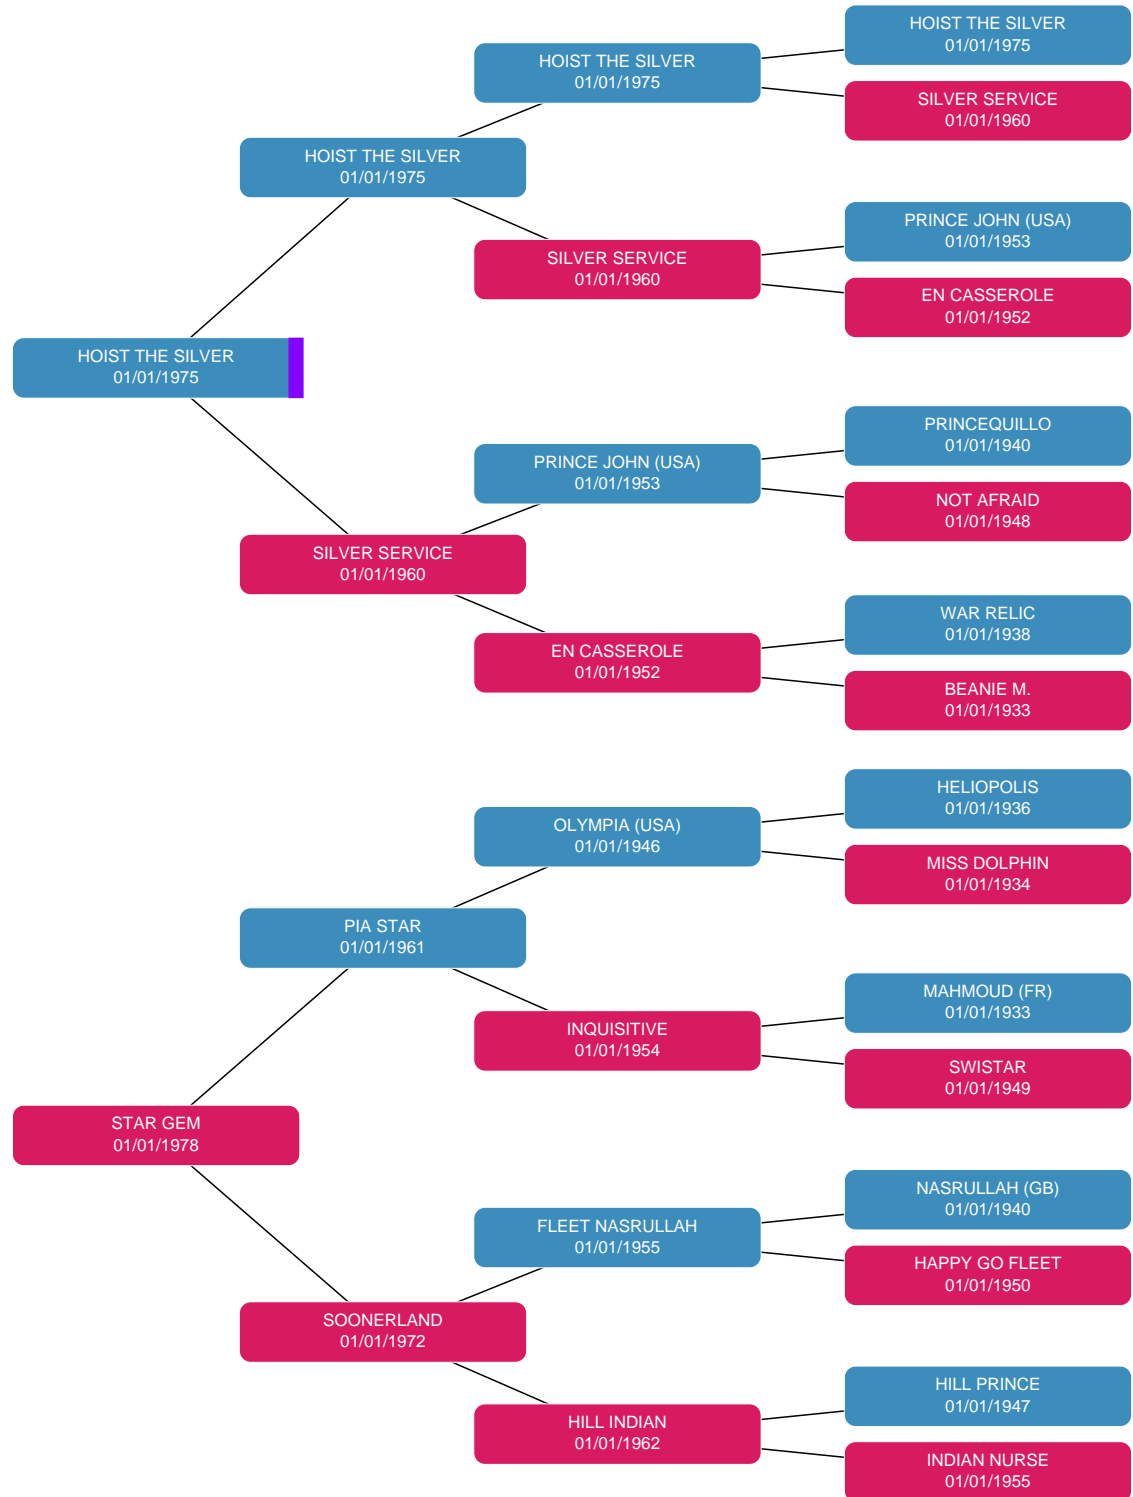 HOIST THE SILVER
01/01/1975
SILVER SERVICE
01/01/1960
HOIST THE SILVER
01/01/1975
HOIST THE SILVER
01/01/1975
PRINCE JOHN (USA)
01/01/1953
SILVER SERVICE
01/01/1960
EN CASSEROLE
01/01/1952
HOIST THE SILVER
01/01/1975
PRINCEQUILLO
01/01/1940
PRINCE JOHN (USA)
01/01/1953
NOT AFRAID
01/01/1948
SILVER SERVICE
01/01/1960
WAR RELIC
01/01/1938
EN CASSEROLE
01/01/1952
BEANIE M.
01/01/1933
HELIOPOLIS
01/01/1936
OLYMPIA (USA)
01/01/1946
MISS DOLPHIN
01/01/1934
PIA STAR
01/01/1961
MAHMOUD (FR)
01/01/1933
INQUISITIVE
01/01/1954
SWISTAR
01/01/1949
STAR GEM
01/01/1978
NASRULLAH (GB)
01/01/1940
FLEET NASRULLAH
01/01/1955
HAPPY GO FLEET
01/01/1950
SOONERLAND
01/01/1972
HILL PRINCE
01/01/1947
HILL INDIAN
01/01/1962
INDIAN NURSE
01/01/1955